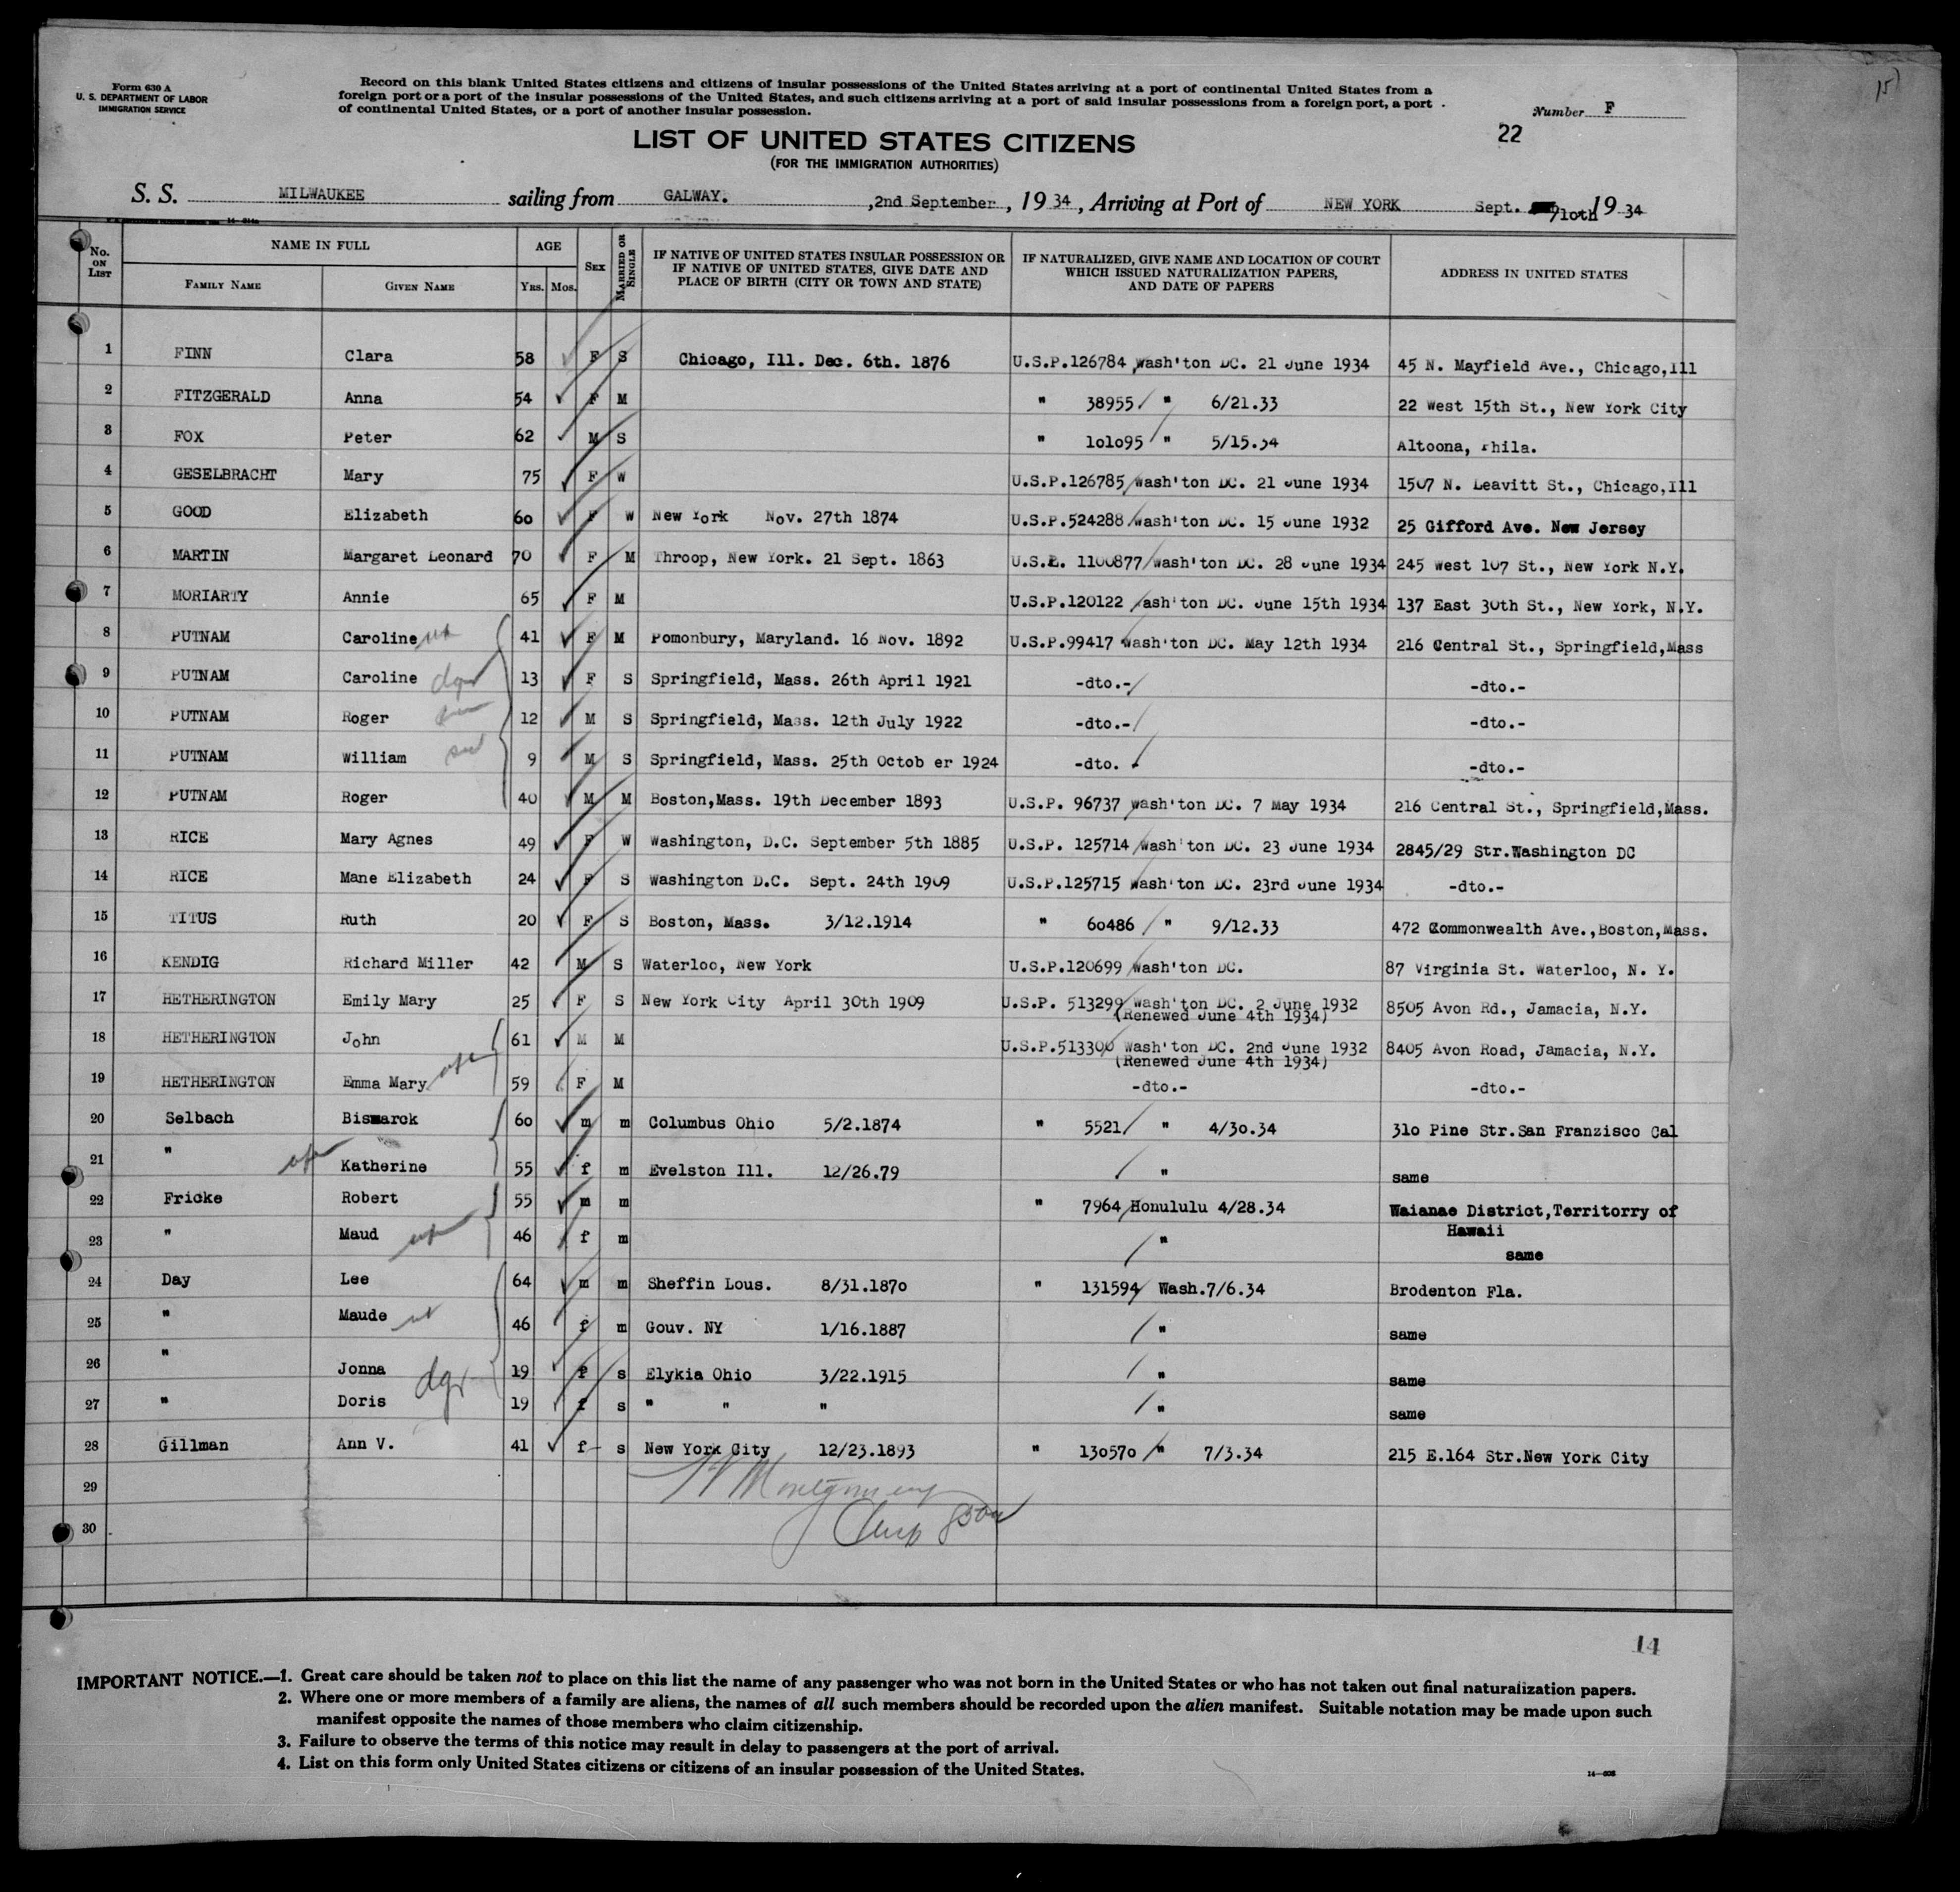 Form 630 A
U. S. DEPARTMENT OF LABOR
IMMIGRATION SERVICE
Record on this blank United States citizens and citizens of insular possessions of the United States arriving at a port of continental United States from a
foreign port or a port of the insular possessions of the United States, and such citizens arriving at a port of said insular possessions from a foreign port, a port
of continental United States, or a port of another insular possession.
Number F
22
LIST OF UNITED STATES CITIZENS
(FOR THE IMMIGRATION AUTHORITIES)
S. S. MILWAUKEE sailing from GALWAY. ,2nd September , 19 34 , Arriving at Port of NEW YORK Sept. /10th 19 34
No. ON LIST
NAME IN FULL
FAMILY NAME GIVEN NAME
AGE
YRS. MOS.
SEX
MARRIED OR SINGLE
IF NATIVE OF UNITED STATES INSULAR POSSESSION OR
IF NATIVE OF UNITED STATES, GIVE DATE AND
PLACE OF BIRTH (CITY OR TOWN AND STATE)
IF NATURALIZED, GIVE NAME AND LOCATION OF COURT
WHICH ISSUED NATURALIZATION PAPERS,
AND DATE OF PAPERS
ADDRESS IN UNITED STATES
1 FINN Clara 58 F S Chicago, Ill. Dec. 6th. 1876 U.S.P.126784 Wash'ton DC. 21 June 1934 45 N. Mayfield Ave., Chicago,Ill
2 FITZGERALD Anna 54 F M " 38955/ " 6/21.33 22 West 15th St., New York City
3 FOX Peter 62 M S " 101095 / " 5/15.34 Altoona, Phila.
4 GESELBRACHT Mary 75 F W U.S.P.126785/Wash'ton DC. 21 June 1934 1507 N. Leavitt St., Chicago,Ill
5 GOOD Elizabeth 60 F W New York Nov. 27th 1874 U.S.P.524288/Wash'ton DC. 15 June 1932 25 Gifford Ave. New Jersey
6 MARTIN Margaret Leonard 70 F M Throop, New York. 21 Sept. 1863 U.S.E. 1100877/Wash'ton DC. 28 June 1934 245 West 107 St., New York N.Y.
7 MORIARTY Annie 65 F M U.S.P.120122 /ash'ton DC. June 15th 1934 137 East 30th St., New York, N.Y.
8 PUTNAM Caroline 41 F M Pomonbury, Maryland. 16 Nov. 1892 U.S.P.99417 Wash'ton DC. May 12th 1934 216 Central St., Springfield,Mass
9 PUTNAM Caroline 13 F S Springfield, Mass. 26th April 1921 -dto.-/ -dto.-
10 PUTNAM Roger 12 M S Springfield, Mass. 12th July 1922 -dto.-/ -dto.-
11 PUTNAM William 9 M S Springfield, Mass. 25th Octob er 1924 -dto. - -dto.-
12 PUTNAM Roger 40 M M Boston,Mass. 19th December 1893 U.S.P. 96737 Wash'ton DC. 7 May 1934 216 Central St., Springfield,Mass.
13 RICE Mary Agnes 49 F W Washington, D.C. September 5th 1885 U.S.P. 125714/Wash'ton DC. 23 June 1934 2845/29 Str.Washington DC
14 RICE Mane Elizabeth 24 F S Washington D.C. Sept. 24th 1909 U.S.P.125715 Wash'ton DC. 23rd June 1934 -dto.-
15 TITUS Ruth 20 F S Boston, Mass. 3/12.1914 " 60486 / " 9/12.33 472 Commonwealth Ave.,Boston,Mass.
16 KENDIG Richard Miller 42 M S Waterloo, New York U.S.P.120699 Wash'ton DC. 87 Virginia St. Waterloo, N. Y.
17 HETHERINGTON Emily Mary 25 F S New York City April 30th 1909 U.S.P. 513299 Wash'ton DC. 2 June 1932 8505 Avon Rd., Jamacia, N.Y.
(Renewed June 4th 1934)
18 HETHERINGTON John 61 M M U.S.P.513300 Wash'ton DC. 2nd June 1932 8405 Avon Road, Jamacia, N.Y.
(Renewed June 4th 1934)
19 HETHERINGTON Emma Mary 59 F M -dto.- -dto.-
20 Selbach Bismarck 60 m m Columbus Ohio 5/2.1874 " 5521/ " 4/30.34 310 Pine Str.San Franzisco Cal
21 " Katherine 55 f m Evelston Ill. 12/26.79 / " same
22 Fricke Robert 55 m m " 7964 Honululu 4/28.34 Waianae District,Territorry of
Hawaii
23 " Maud 46 f m / " same
24 Day Lee 64 m m Sheffin Lous. 8/31.1870 " 131594/ Wash.7/6.34 Brodenton Fla.
25 " Maude 46 f m Gouv. NY 1/16.1887 / " same
26 " Jonna dgr 19 f s Elykia Ohio 3/22.1915 / " same
27 " Doris 19 f s " " " / " same
28 Gillman Ann V. 41 f s New York City 12/23.1893 " 130570 / " 7/3.34 215 E.164 Str.New York City
29
30
14
IMPORTANT NOTICE.—1. Great care should be taken not to place on this list the name of any passenger who was not born in the United States or who has not taken out final naturalization papers.
2. Where one or more members of a family are aliens, the names of all such members should be recorded upon the alien manifest. Suitable notation may be made upon such
manifest opposite the names of those members who claim citizenship.
3. Failure to observe the terms of this notice may result in delay to passengers at the port of arrival.
4. List on this form only United States citizens or citizens of an insular possession of the United States.